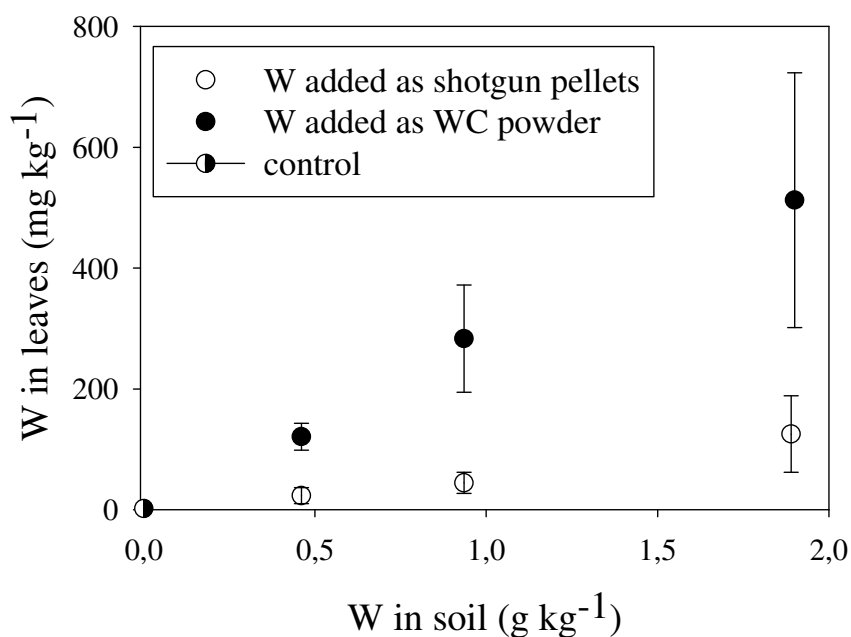 800
600
400
200
0
W in leaves (mg kg-1)
W added as shotgun pellets
W added as WC powder
control
0,0 0,5 1,0 1,5 2,0
W in soil (g kg-1)